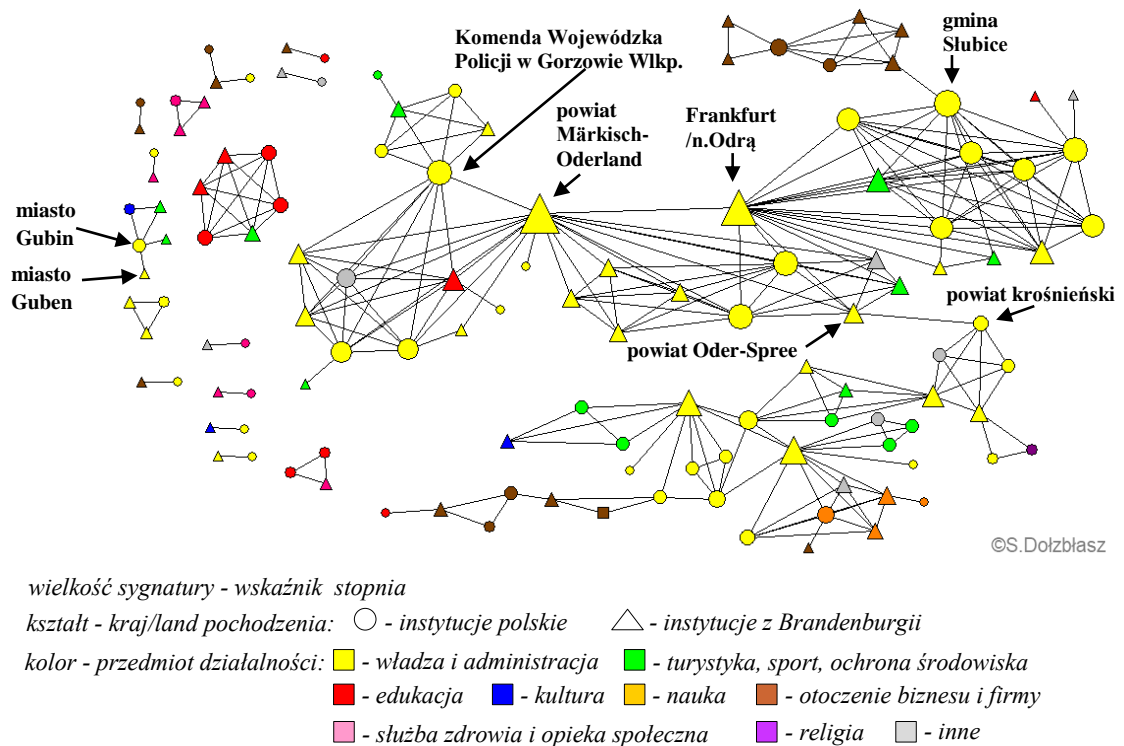 Komenda Wojewódzka
Policji w Gorzowie Wlkp.
gmina
Słubice
powiat
Märkisch-
Oderland
Frankfurt
/n.Odrą
miasto
Gubin
miasto
Guben
powiat krośnieński
powiat Oder-Spree
©S.Dołzbłasz
wielkość sygnatury - wskaźnik stopnia
kształt - kraj/land pochodzenia: - instytucje polskie - instytucje z Brandenburgii
kolor - przedmiot działalności: - władza i administracja - turystyka, sport, ochrona środowiska
- edukacja - kultura - nauka - otoczenie biznesu i firmy
- służba zdrowia i opieka społeczna - religia - inne